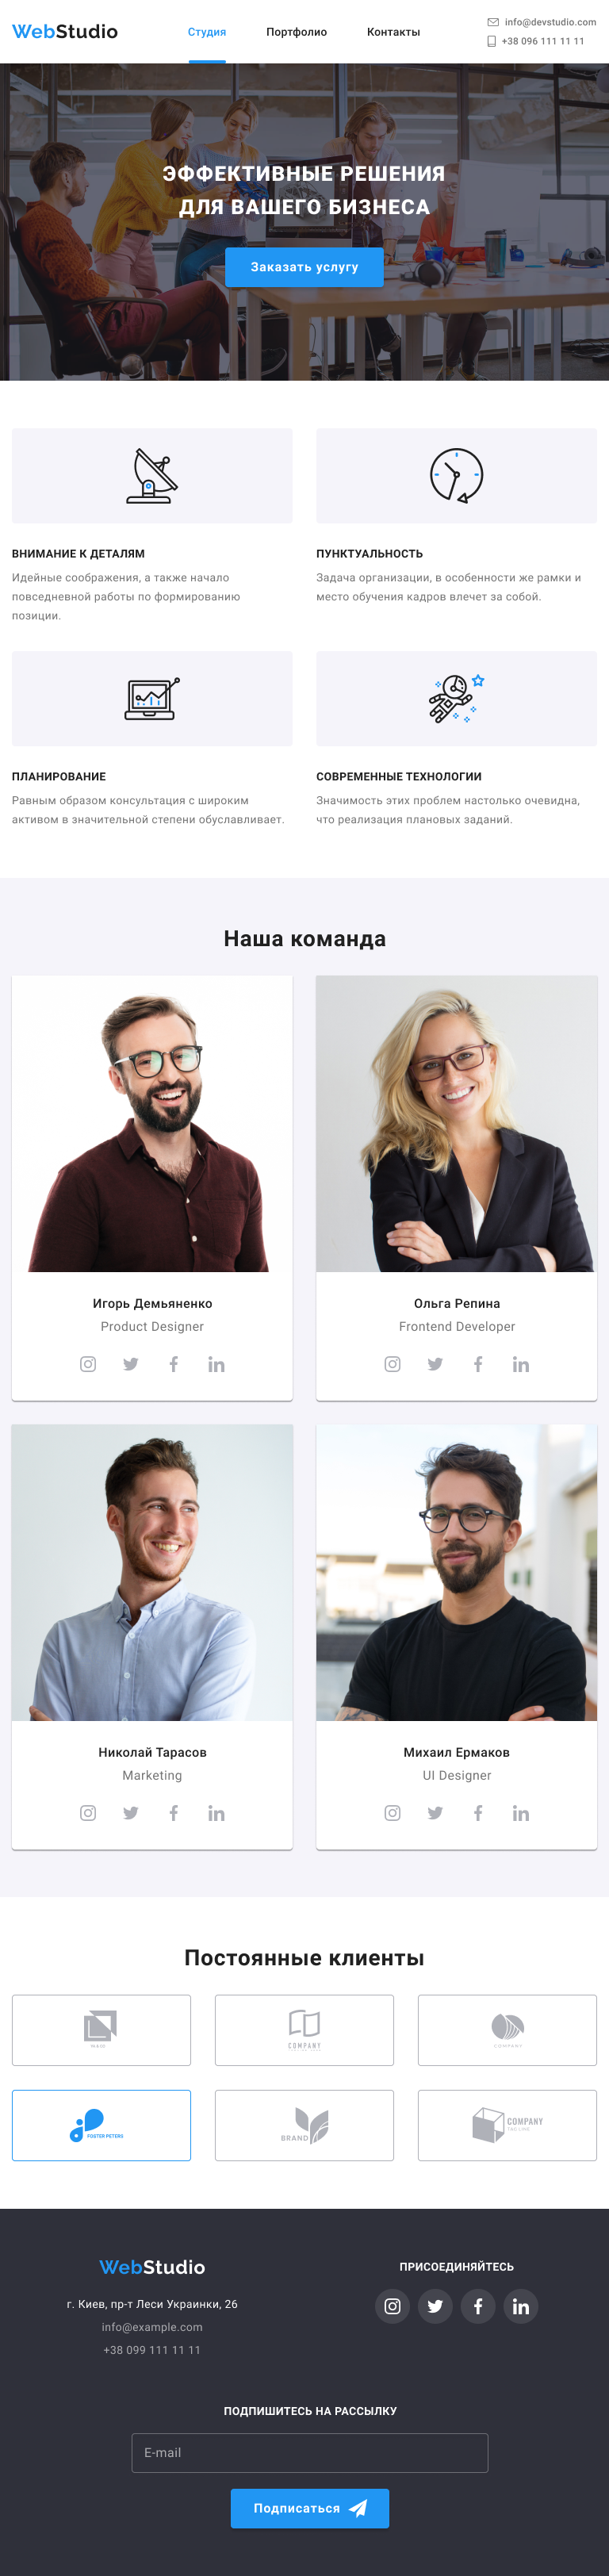 WebStudio
Студия
Портфолио
Контакты
info@devstudio.com
+38 096 111 11 11
ЭФФЕКТИВНЫЕ РЕШЕНИЯ
ДЛЯ ВАШЕГО БИЗНЕСА
Заказать услугу
ВНИМАНИЕ К ДЕТАЛЯМ
Идейные соображения, а также начало
повседневной работы по формированию
позиции.
ПУНКТУАЛЬНОСТЬ
Задача организации, в особенности же рамки и
место обучения кадров влечет за собой.
ПЛАНИРОВАНИЕ
Равным образом консультация с широким
активом в значительной степени обуславливает.
СОВРЕМЕННЫЕ ТЕХНОЛОГИИ
Значимость этих проблем настолько очевидна,
что реализация плановых заданий.
Наша команда
Игорь Демьяненко
Product Designer
Ольга Репина
Frontend Developer
Николай Тарасов
Marketing
Михаил Ермаков
UI Designer
Постоянные клиенты
COMPANY
COMPANY
FOSTER PETERS
BRAND
COMPANY
TAG LINE
WebStudio
г. Киев, пр-т Леси Украинки, 26
info@example.com
+38 099 111 11 11
ПРИСОЕДИНЯЙТЕСЬ
ПОДПИШИТЕСЬ НА РАССЫЛКУ
E-mail
Подписаться